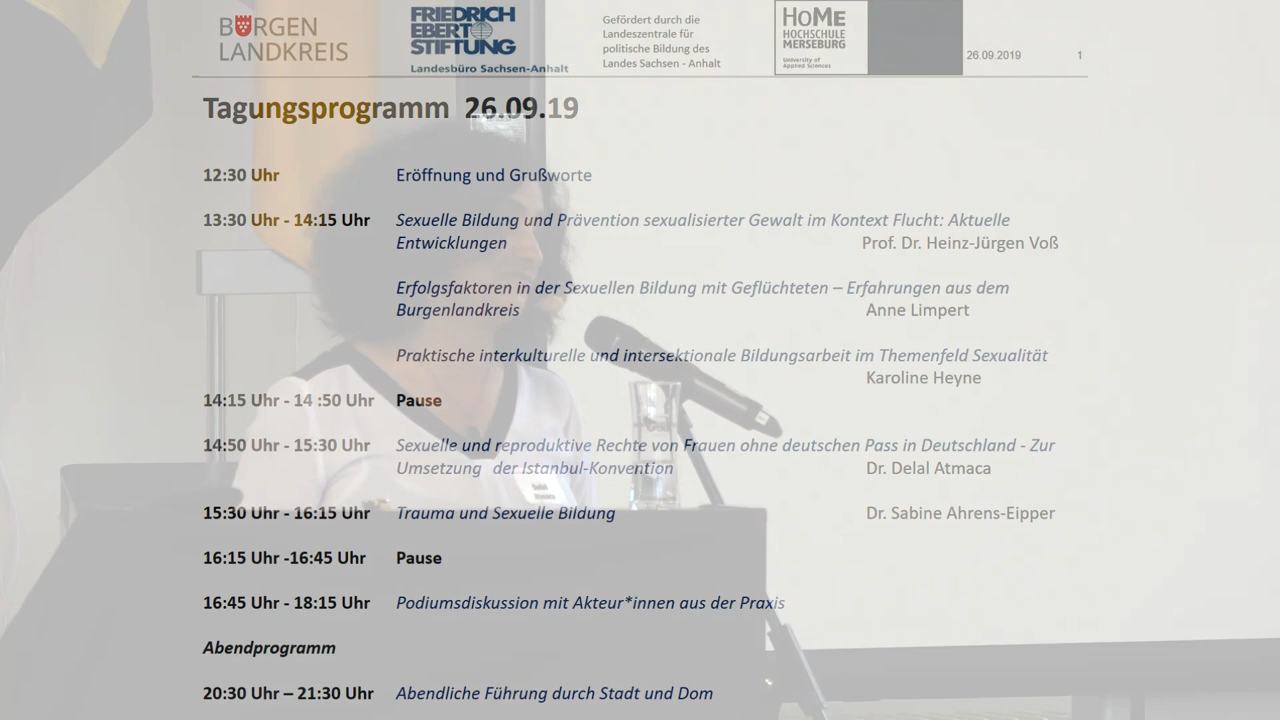 BURGEN
LANDKREIS
FRIEDRICH
EBERT
STIFTUNG
Landesbüro Sachsen-Anhalt
Gefördert durch die
Landeszentrale für
politische Bildung des
Landes Sachsen - Anhalt
HOME
HOCHSCHULE
MERSEBURG
University of
Applied Sciences
26.09.2019 1
Tagungsprogramm 26.09.19
12:30 Uhr Eröffnung und Grußworte
13:30 Uhr - 14:15 Uhr Sexuelle Bildung und Prävention sexualisierter Gewalt im Kontext Flucht: Aktuelle
Entwicklungen Prof. Dr. Heinz-Jürgen Voß
Erfolgsfaktoren in der Sexuellen Bildung mit Geflüchteten – Erfahrungen aus dem
Burgenlandkreis Anne Limpert
Praktische interkulturelle und intersektionale Bildungsarbeit im Themenfeld Sexualität
Karoline Heyne
14:15 Uhr - 14 :50 Uhr Pause
14:50 Uhr - 15:30 Uhr Sexuelle und reproduktive Rechte von Frauen ohne deutschen Pass in Deutschland - Zur
Umsetzung der Istanbul-Konvention Dr. Delal Atmaca
15:30 Uhr - 16:15 Uhr Trauma und Sexuelle Bildung Dr. Sabine Ahrens-Eipper
16:15 Uhr -16:45 Uhr Pause
16:45 Uhr - 18:15 Uhr Podiumsdiskussion mit Akteur*innen aus der Praxis
Abendprogramm
20:30 Uhr – 21:30 Uhr Abendliche Führung durch Stadt und Dom